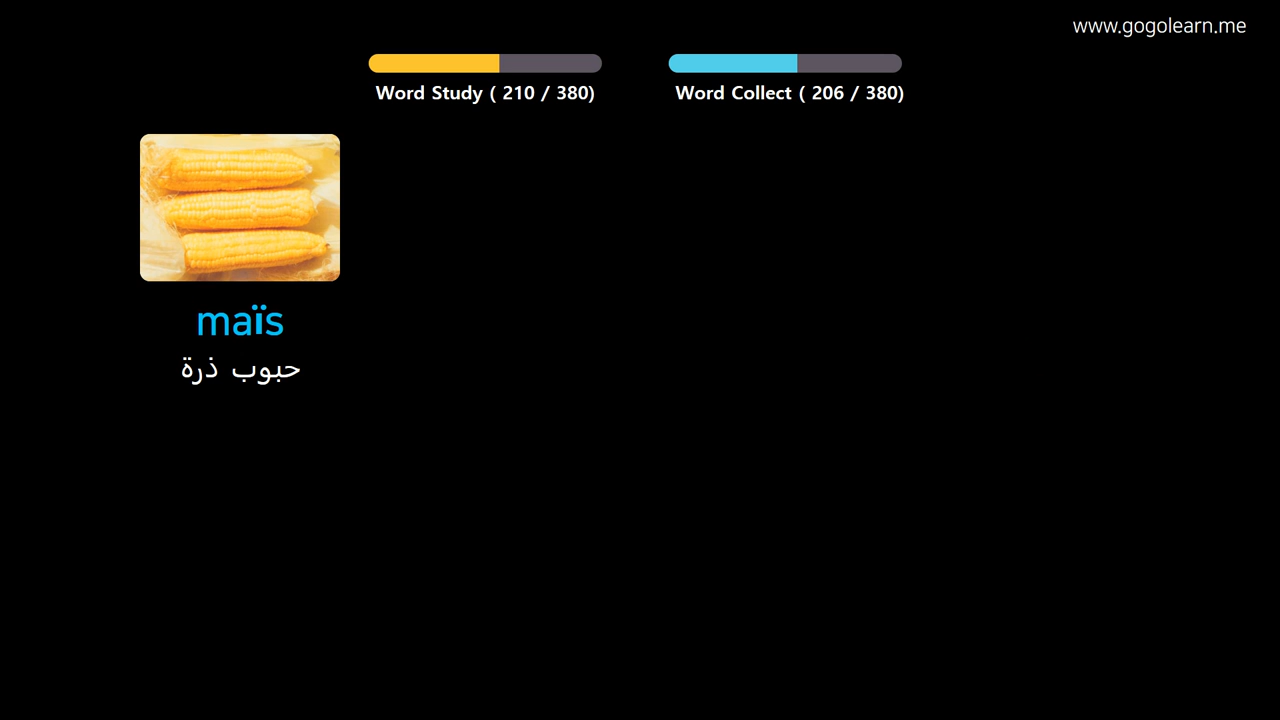 www.gogolearn.me
Word Study ( 210 / 380)
Word Collect ( 206 / 380)
maïs
حبوب ذرة